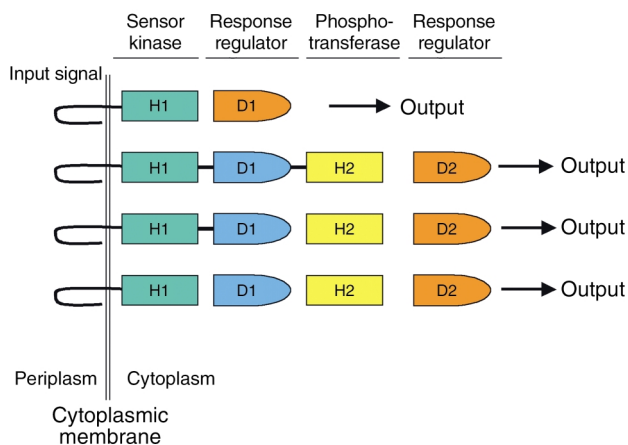 Sensor kinase
Response regulator
Phospho-transferase
Response regulator
Input signal
H1 D1 Output
H1 D1 H2 D2 Output
H1 D1 H2 D2 Output
H1 D1 H2 D2 Output
Periplasm Cytoplasm
Cytoplasmic
membrane